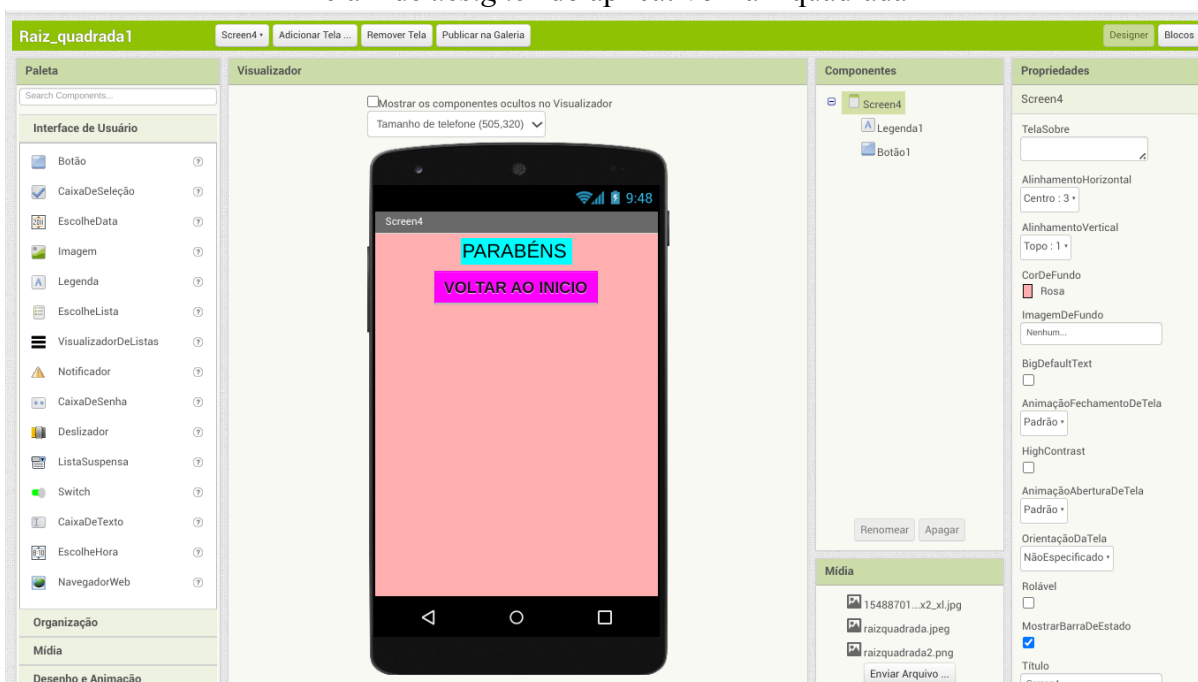 Raiz_quadrada1
Screen4
Adicionar Tela ...
Remover Tela
Publicar na Galeria
Designer
Blocos
Paleta
Search Components...
Interface de Usuário
Botão
CaixaDeSeleção
EscolheData
Imagem
Legenda
EscolheLista
VisualizadorDeListas
Notificador
CaixaDeSenha
Deslizador
ListaSuspensa
Switch
CaixaDeTexto
EscolheHora
NavegadorWeb
Organização
Mídia
Desenho e Animação
Visualizador
Mostrar os componentes ocultos no Visualizador
Tamanho de telefone (505,320)
9:48
Screen4
PARABÉNS
VOLTAR AO INICIO
Componentes
Screen4
Legenda1
Botão1
Renomear Apagar
Mídia
15488701...x2_xl.jpg
raizquadrada.jpeg
raizquadrada2.png
Enviar Arquivo ...
Propriedades
Screen4
TelaSobre
AlinhamentoHorizontal
Centro : 3
AlinhamentoVertical
Topo : 1
CorDeFundo
Rosa
ImagemDeFundo
Nenhum...
BigDefaultText
AnimaçãoFechamentoDeTela
Padrão
HighContrast
AnimaçãoAberturaDeTela
Padrão
OrientaçãoDaTela
NãoEspecificado
Rolável
MostrarBarraDeEstado
Título